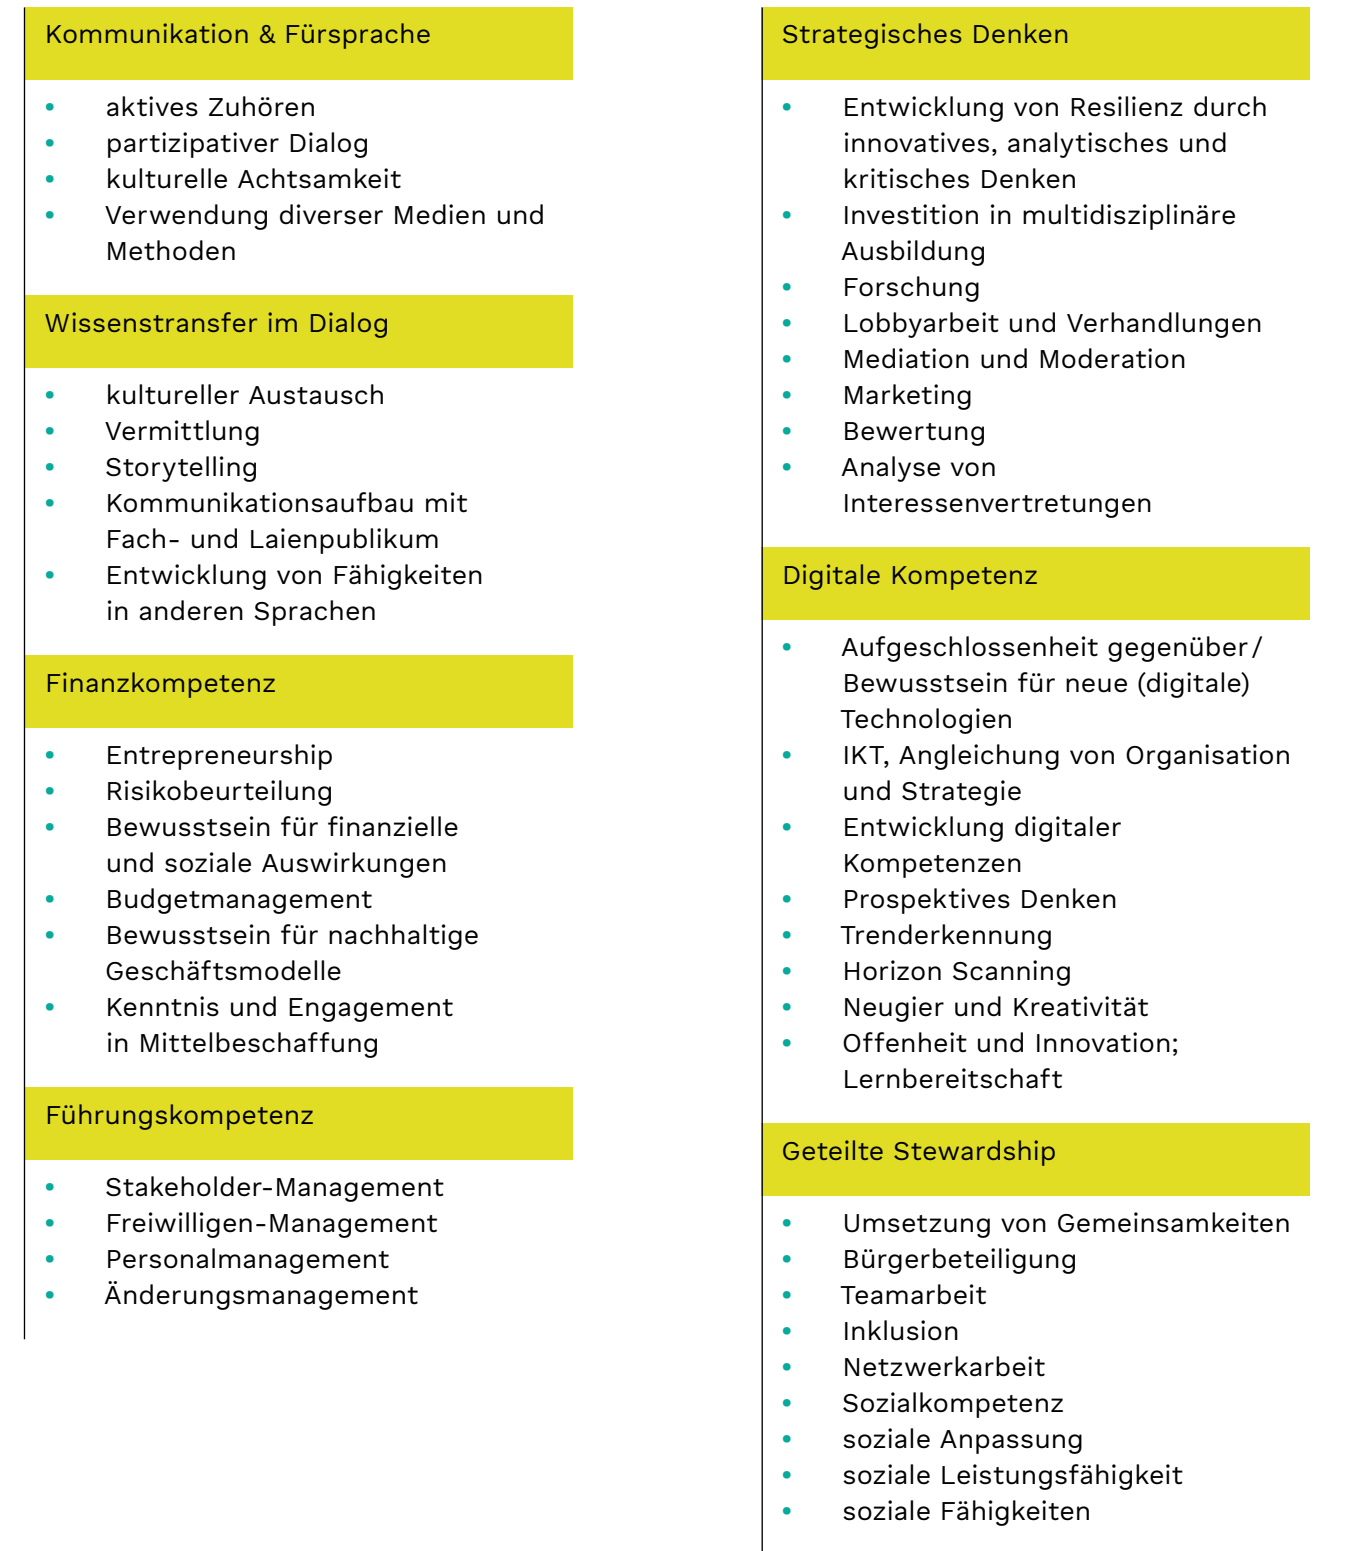 Kommunikation & Fürsprache
• aktives Zuhören
• partizipativer Dialog
• kulturelle Achtsamkeit
• Verwendung diverser Medien und
Methoden
Wissenstransfer im Dialog
• kultureller Austausch
• Vermittlung
• Storytelling
• Kommunikationsaufbau mit
Fach- und Laienpublikum
• Entwicklung von Fähigkeiten
in anderen Sprachen
Finanzkompetenz
• Entrepreneurship
• Risikobeurteilung
• Bewusstsein für finanzielle
und soziale Auswirkungen
• Budgetmanagement
• Bewusstsein für nachhaltige
Geschäftsmodelle
• Kenntnis und Engagement
in Mittelbeschaffung
Führungskompetenz
• Stakeholder-Management
• Freiwilligen-Management
• Personalmanagement
• Änderungsmanagement
Strategisches Denken
• Entwicklung von Resilienz durch
innovatives, analytisches und
kritisches Denken
• Investition in multidisziplinäre
Ausbildung
• Forschung
• Lobbyarbeit und Verhandlungen
• Mediation und Moderation
• Marketing
• Bewertung
• Analyse von
Interessenvertretungen
Digitale Kompetenz
• Aufgeschlossenheit gegenüber/
Bewusstsein für neue (digitale)
Technologien
• IKT, Angleichung von Organisation
und Strategie
• Entwicklung digitaler
Kompetenzen
• Prospektives Denken
• Trenderkennung
• Horizon Scanning
• Neugier und Kreativität
• Offenheit und Innovation;
Lernbereitschaft
Geteilte Stewardship
• Umsetzung von Gemeinsamkeiten
• Bürgerbeteiligung
• Teamarbeit
• Inklusion
• Netzwerkarbeit
• Sozialkompetenz
• soziale Anpassung
• soziale Leistungsfähigkeit
• soziale Fähigkeiten